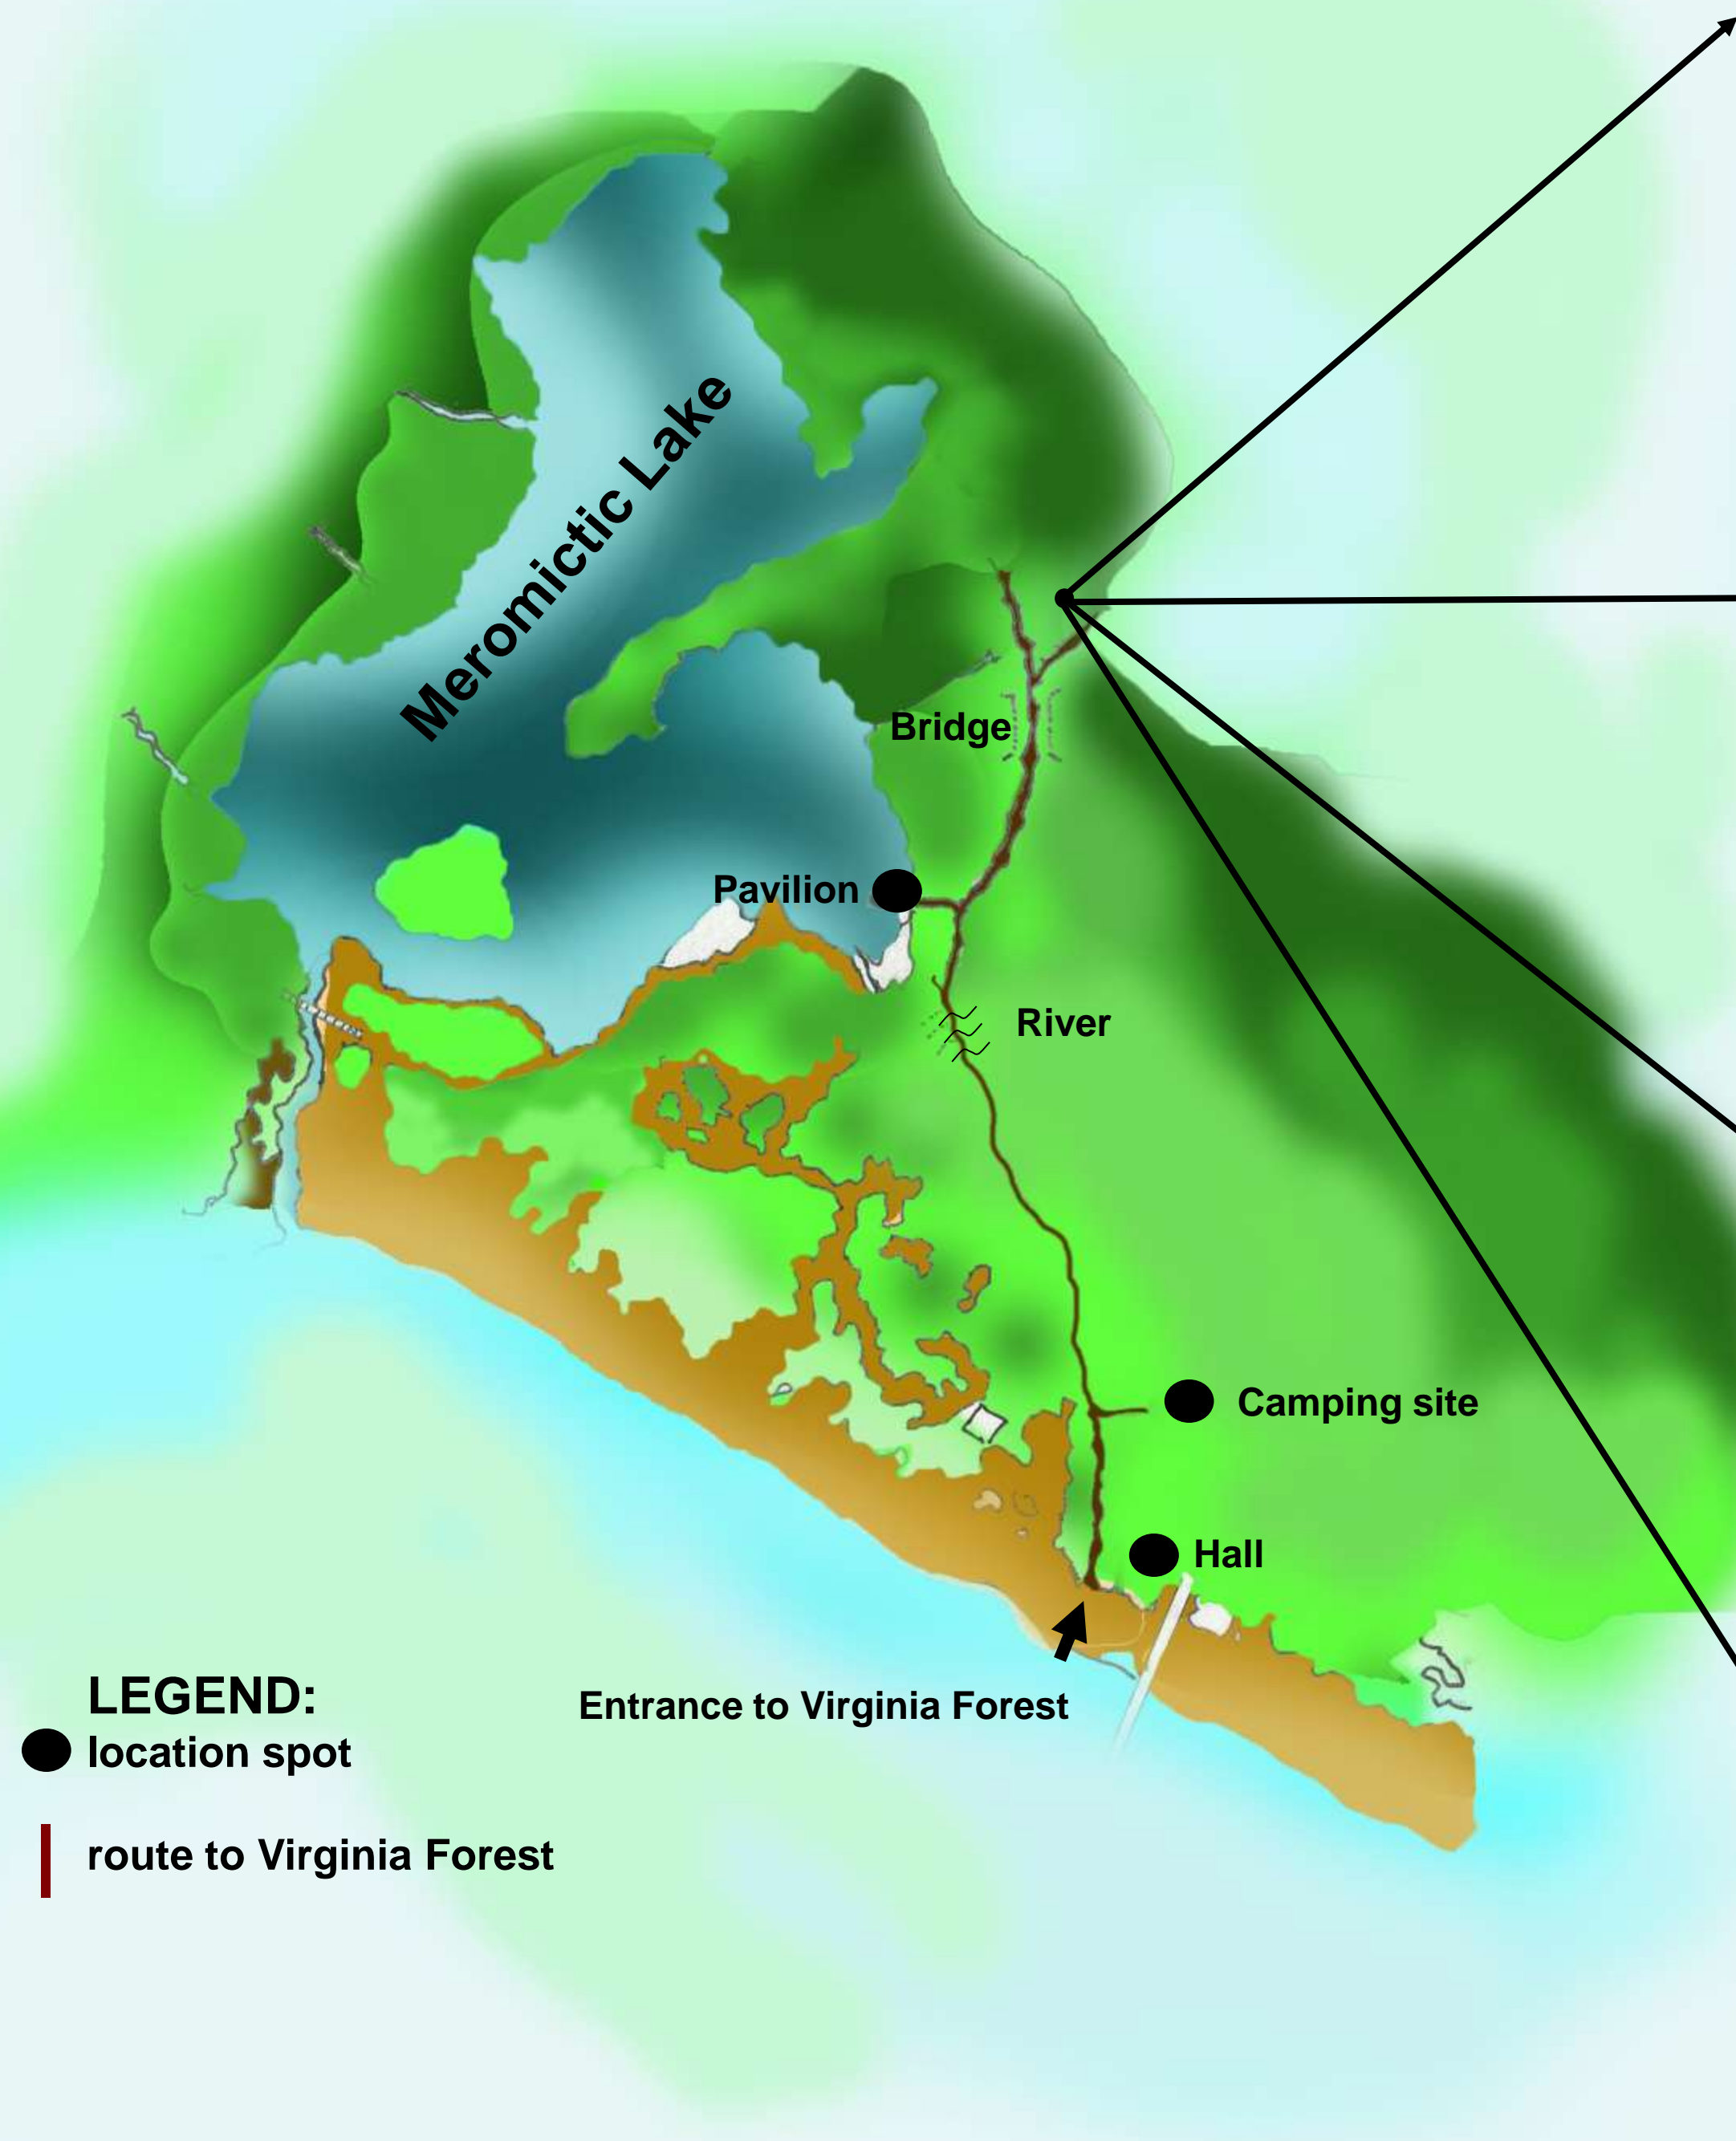 Meromictic Lake
Bridge
Pavilion
River
Camping site
Hall
Entrance to Virginia Forest
LEGEND:
location spot
route to Virginia Forest